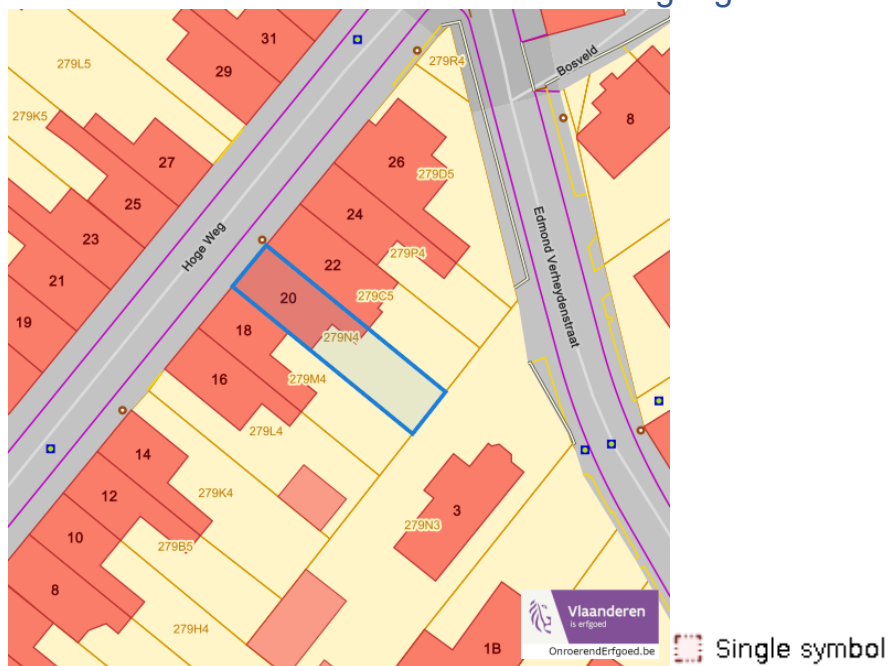 31
29
279L5
279R4
Bosveld
8
279K5
27
26
279D5
25
24
23
Hoge Weg
279P4
22
21
Edmond Verheydenstraat
279C5
20
19
18
279N4
16
279M4
279L4
14
12
279K4
3
279N3
10
279B5
8
279H4
1B
Vlaanderen
is erfgoed
OnroerendErfgoed.be
Single symbol